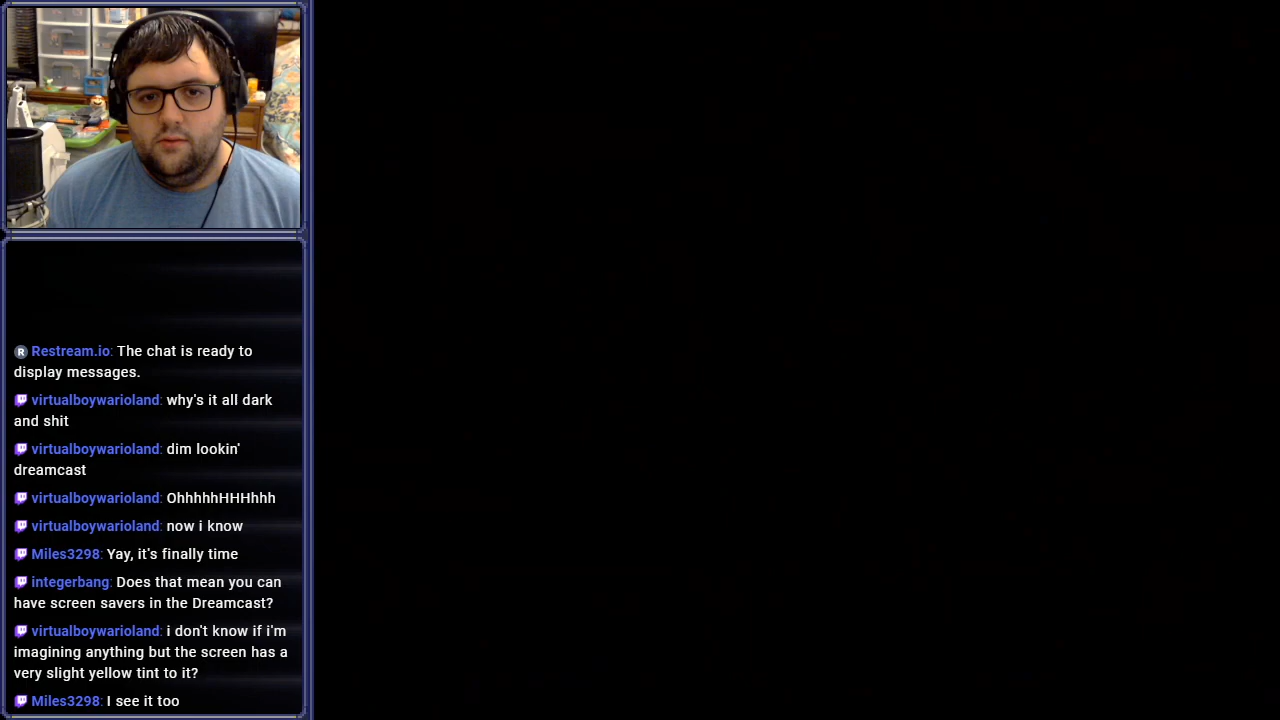 Restream.io: The chat is ready to
display messages.
virtualboywarioland: why's it all dark
and shit
virtualboywarioland: dim lookin'
dreamcast
virtualboywarioland: OhhhhhHHHhhh
virtualboywarioland: now i know
Miles3298: Yay, it's finally time
integerbang: Does that mean you can
have screen savers in the Dreamcast?
virtualboywarioland: i don't know if i'm
imagining anything but the screen has a
very slight yellow tint to it?
Miles3298: I see it too